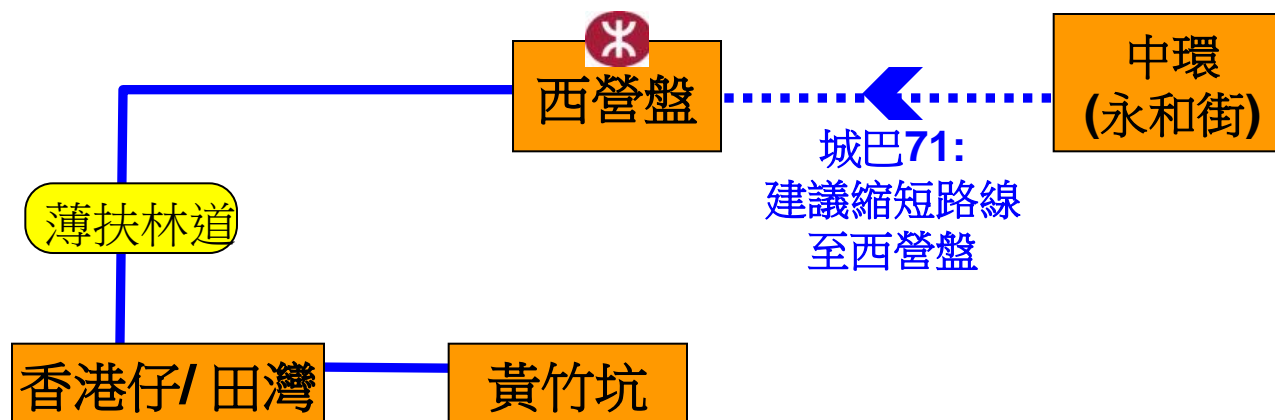 西營盤
中環
(永和街)
城巴71:
建議縮短路線
至西營盤
薄扶林道
香港仔/ 田灣
黃竹坑